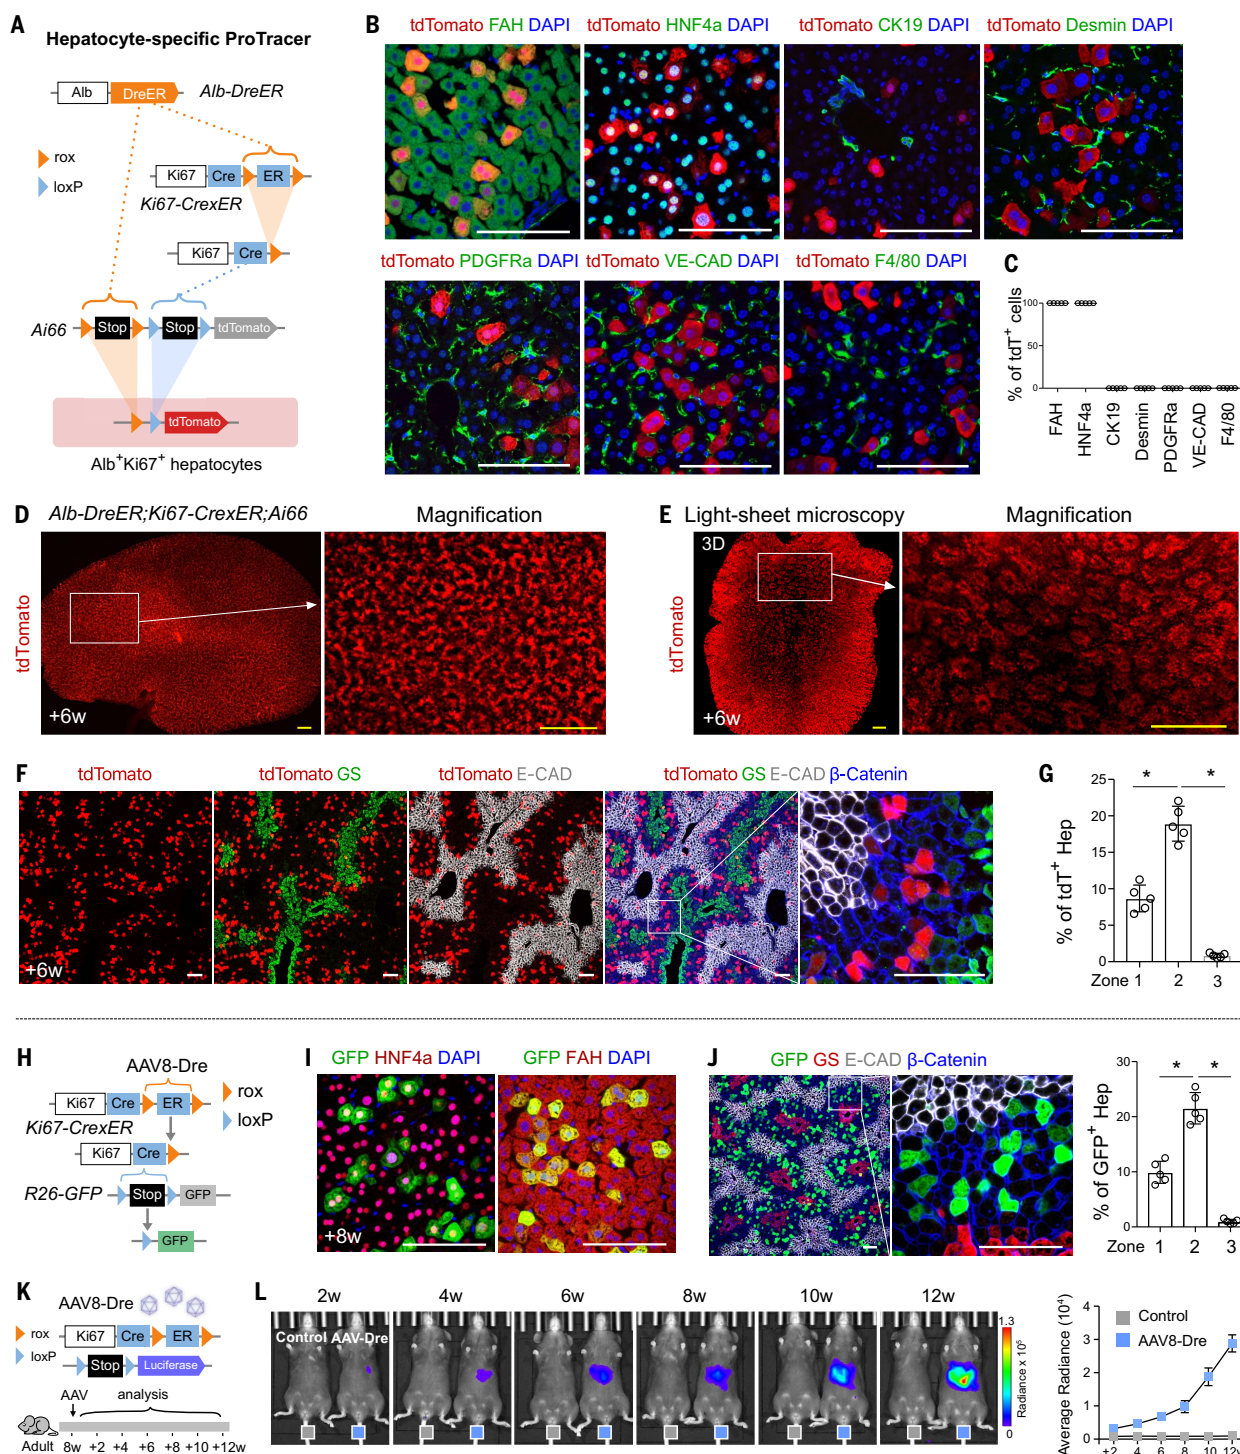 A
Hepatocyte-specific ProTracer
Alb
DreER
Alb-DreER
rox
loxP
Ki67
Cre
ER
Ki67-CrexER
Ki67
Cre
Ai66
Stop
Stop
tdTomato
tdTomato
Alb+Ki67+ hepatocytes
B
tdTomato FAH DAPI
tdTomato HNF4a DAPI
tdTomato CK19 DAPI
tdTomato Desmin DAPI
tdTomato PDGFRa DAPI
tdTomato VE-CAD DAPI
tdTomato F4/80 DAPI
C
% of tdT+ cells
100
50
0
FAH
HNF4a
CK19
Desmin
PDGFRa
VE-CAD
F4/80
D
Alb-DreER;Ki67-CrexER;Ai66
Magnification
tdTomato
+6w
E
Light-sheet microscopy
Magnification
3D
tdTomato
+6w
F
tdTomato
tdTomato GS
tdTomato E-CAD
tdTomato GS E-CAD β-Catenin
+6w
G
% of tdT+ Hep
25
20
15
10
5
0
* *
Zone 1 2 3
H
AAV8-Dre
Ki67
Cre
ER
rox
loxP
Ki67-CrexER
Ki67
Cre
R26-GFP
Stop
GFP
GFP
I
GFP HNF4a DAPI
GFP FAH DAPI
+8w
J
GFP GS E-CAD β-Catenin
% of GFP+ Hep
30
20
10
0
* *
Zone 1 2 3
K
AAV8-Dre
rox
loxP
Ki67
Cre
ER
Stop
Luciferase
AAV
analysis
Adult
8w +2 +4 +6 +8 +10 +12w
L
2w 4w 6w 8w 10w 12w
Control AAV-Dre
1.3
Radiance x 10⁵
0
Average Radiance (10⁴)
4
3
2
1
0
Control
AAV8-Dre
+2 4 6 8 10 12